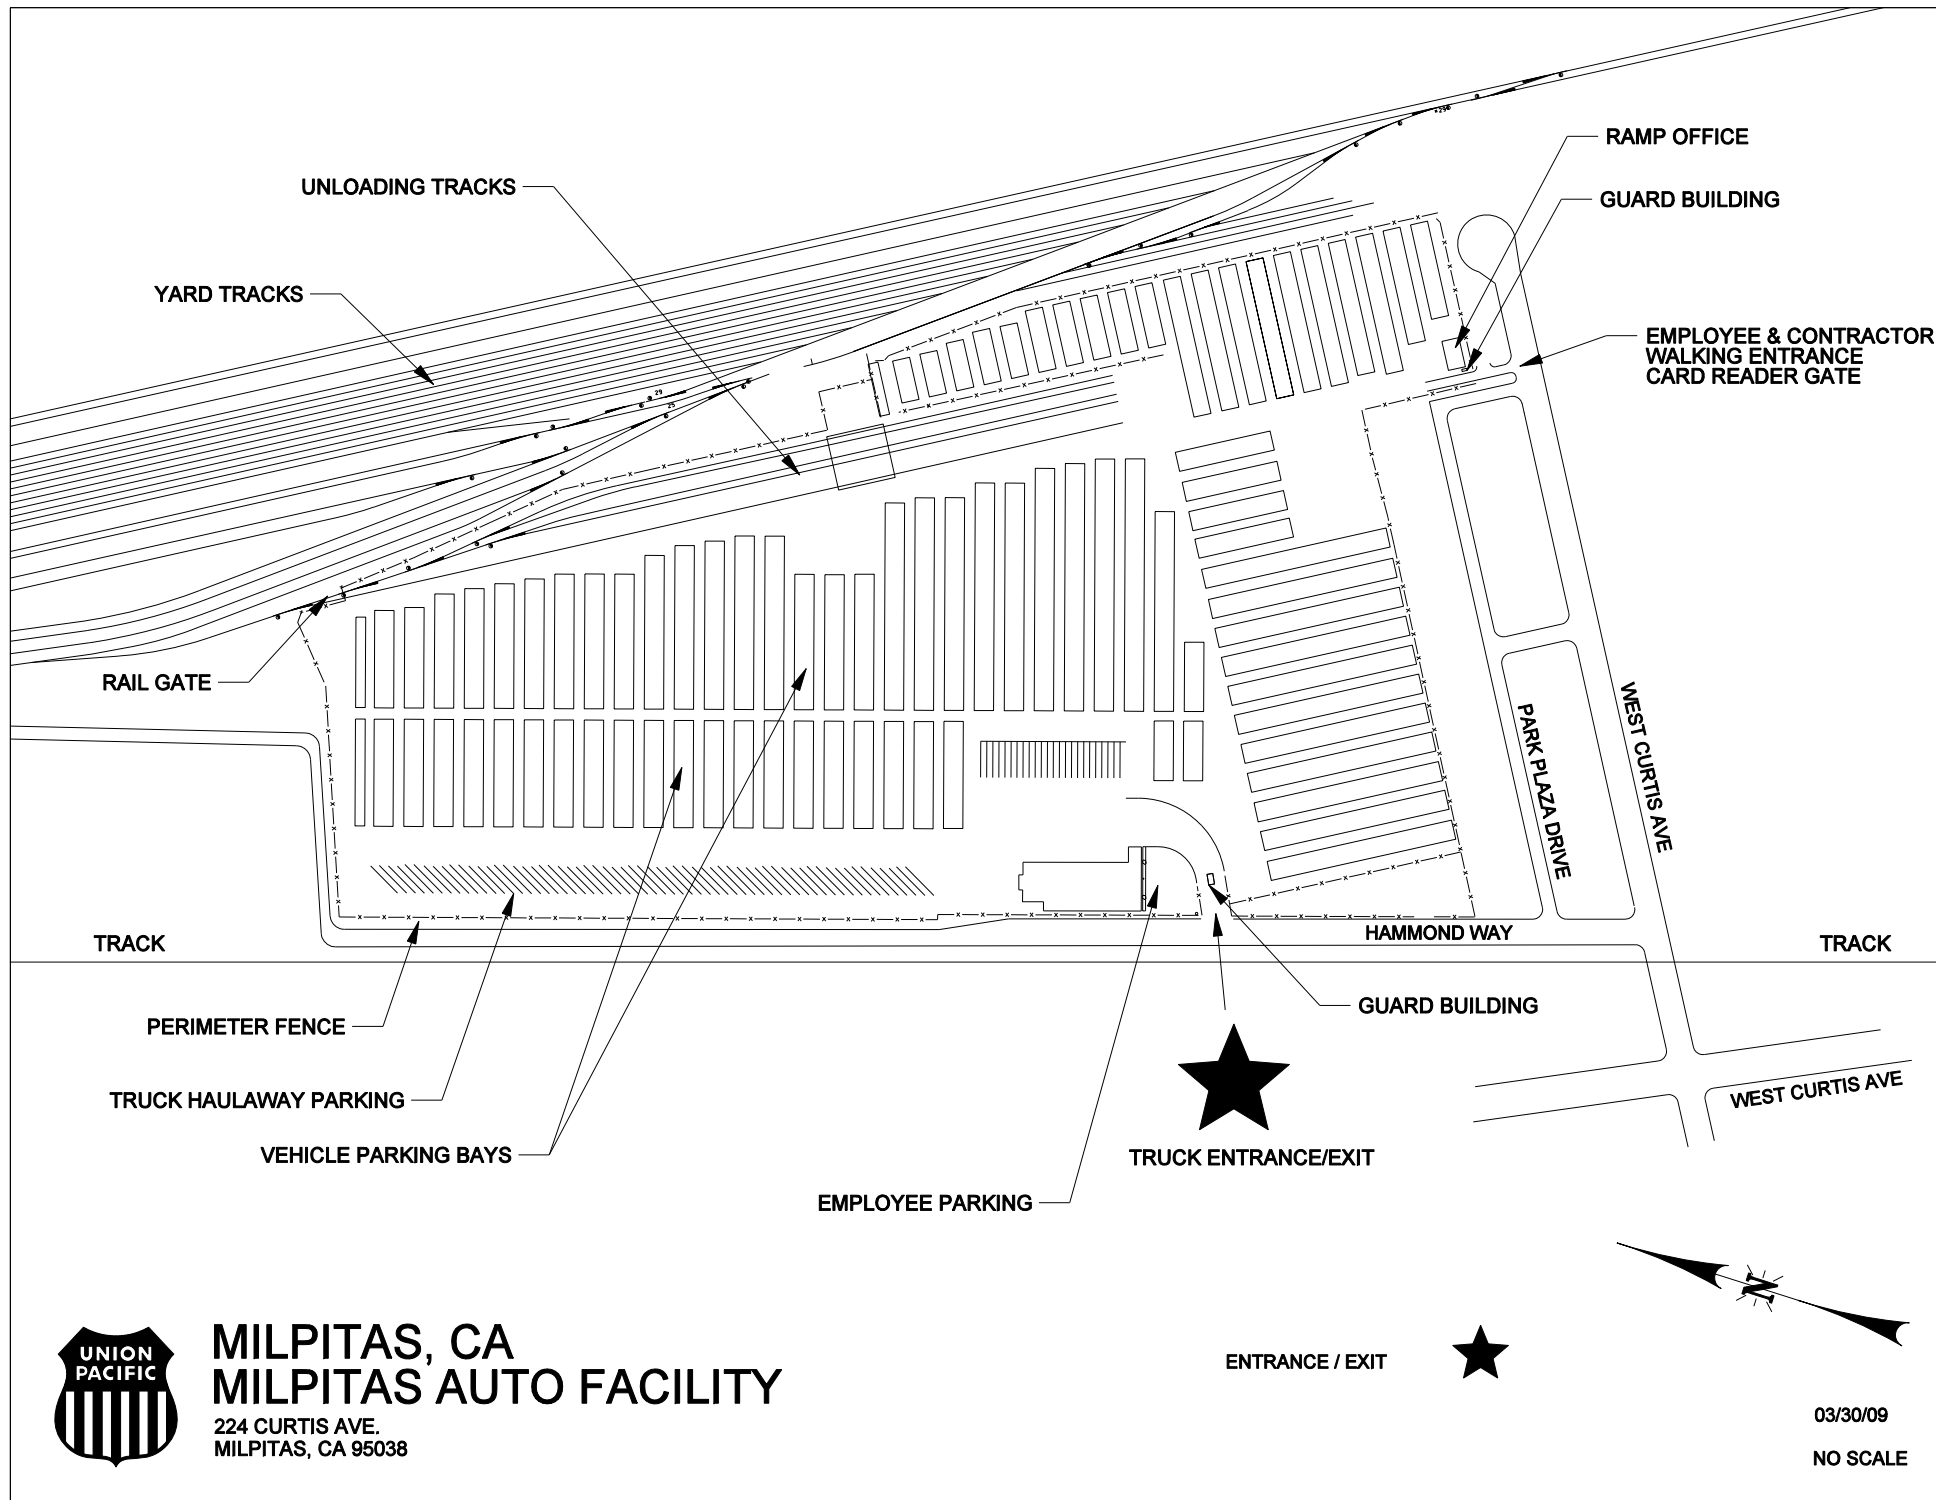 RAMP OFFICE
UNLOADING TRACKS
GUARD BUILDING
YARD TRACKS
EMPLOYEE & CONTRACTOR
WALKING ENTRANCE
CARD READER GATE
29
25
RAIL GATE
WEST CURTIS AVE
PARK PLAZA DRIVE
TRACK
HAMMOND WAY
TRACK
PERIMETER FENCE
GUARD BUILDING
TRUCK HAULAWAY PARKING
WEST CURTIS AVE
VEHICLE PARKING BAYS
TRUCK ENTRANCE/EXIT
EMPLOYEE PARKING
N
UNION
PACIFIC
MILPITAS, CA
MILPITAS AUTO FACILITY
224 CURTIS AVE.
MILPITAS, CA 95038
ENTRANCE / EXIT
03/30/09
NO SCALE